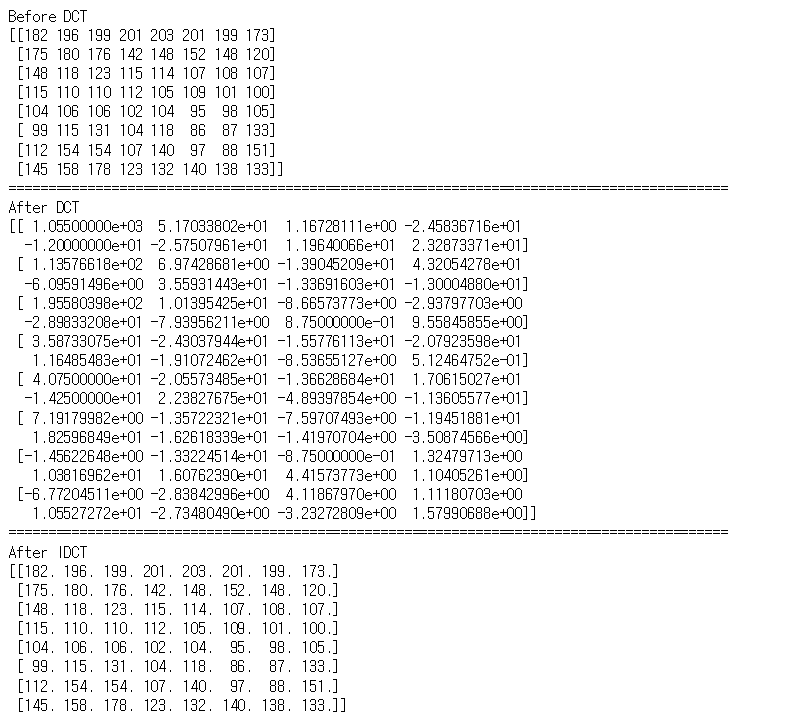 Before DCT
[[182 196 199 201 203 201 199 173]
 [175 180 176 142 148 152 148 120]
 [148 118 123 115 114 107 108 107]
 [115 110 110 112 105 109 101 100]
 [104 106 106 102 104  95  98 105]
 [ 99 115 131 104 118  86  87 133]
 [112 154 154 107 140  97  88 151]
 [145 158 178 123 132 140 138 133]]
==========================================================================================
After DCT
[[ 1.05500000e+03  5.17033802e+01  1.16728111e+00 -2.45836716e+01
  -1.20000000e+01 -2.57507961e+01  1.19640066e+01  2.32873371e+01]
 [ 1.13576618e+02  6.97428681e+00 -1.39045209e+01  4.32054278e+01
  -6.09591496e+00  3.55931443e+01 -1.33691603e+01 -1.30004880e+01]
 [ 1.95580398e+02  1.01395425e+01 -8.66573773e+00 -2.93797703e+00
  -2.89833208e+01 -7.93956211e+00  8.75000000e-01  9.55845855e+00]
 [ 3.58733075e+01 -2.43037944e+01 -1.55776113e+01 -2.07923598e+01
   1.16485483e+01 -1.91072462e+01 -8.53655127e+00  5.12464752e-01]
 [ 4.07500000e+01 -2.05573485e+01 -1.36628684e+01  1.70615027e+01
  -1.42500000e+01  2.23827675e+01 -4.89397854e+01 -1.13605577e+01]
 [ 7.19179982e+00 -1.35722321e+01 -7.59707493e+00 -1.19451881e+01
   1.82596849e+01 -1.62618339e+01 -1.41970704e+00 -3.50874566e+00]
 [-1.45622648e+00 -1.33224514e+01 -8.75000000e-01  1.32479713e+00
   1.03816962e+01  1.60762390e+01  4.41573773e+00  1.10405261e+00]
 [-6.77204511e+00 -2.83842996e+00  4.11867970e+00  1.11180703e+00
   1.05527272e+01 -2.73480490e+00 -3.23272809e+00  1.57990688e+00]]
==========================================================================================
After IDCT
[[182. 196. 199. 201. 203. 201. 199. 173.]
 [175. 180. 176. 142. 148. 152. 148. 120.]
 [148. 118. 123. 115. 114. 107. 108. 107.]
 [115. 110. 110. 112. 105. 109. 101. 100.]
 [104. 106. 106. 102. 104.  95.  98. 105.]
 [ 99. 115. 131. 104. 118.  86.  87. 133.]
 [112. 154. 154. 107. 140.  97.  88. 151.]
 [145. 158. 178. 123. 132. 140. 138. 133.]]